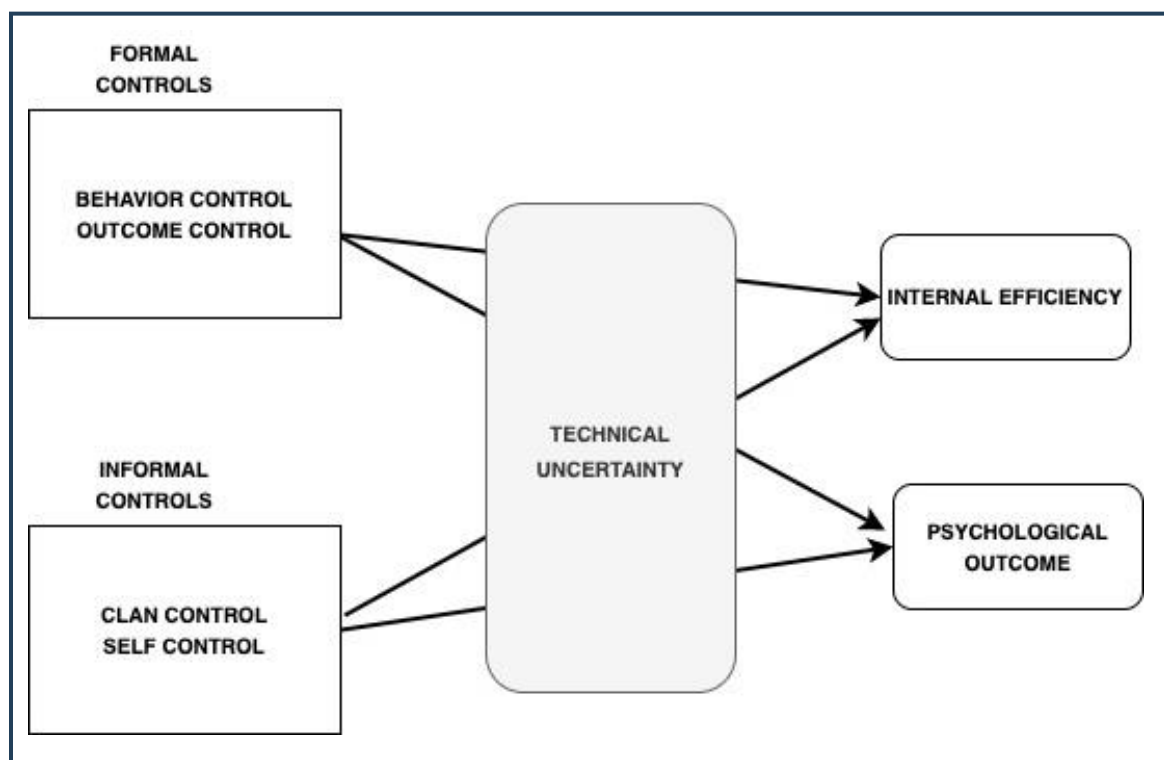 FORMAL
CONTROLS
BEHAVIOR CONTROL
OUTCOME CONTROL
INTERNAL EFFICIENCY
TECHNICAL
UNCERTAINTY
INFORMAL
CONTROLS
CLAN CONTROL
SELF CONTROL
PSYCHOLOGICAL
OUTCOME